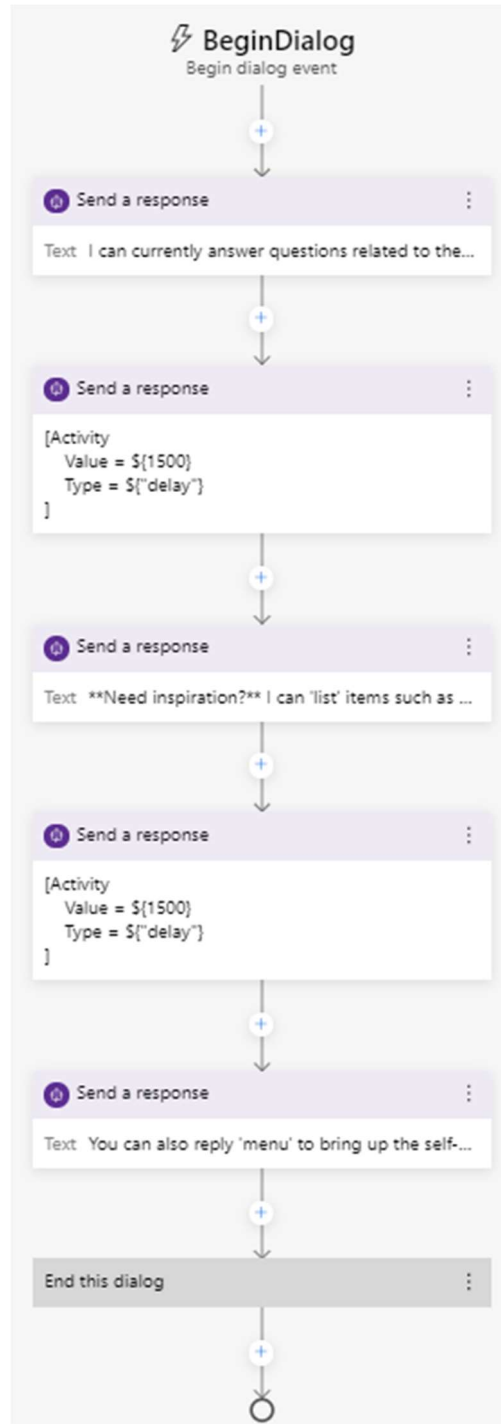 BeginDialog
Begin dialog event
Send a response
Text I can currently answer questions related to the...
Send a response
[Activity
Value = ${1500}
Type = ${"delay"}
]
Send a response
Text **Need inspiration?** I can 'list' items such as ...
Send a response
[Activity
Value = ${1500}
Type = ${"delay"}
]
Send a response
Text You can also reply 'menu' to bring up the self-...
End this dialog